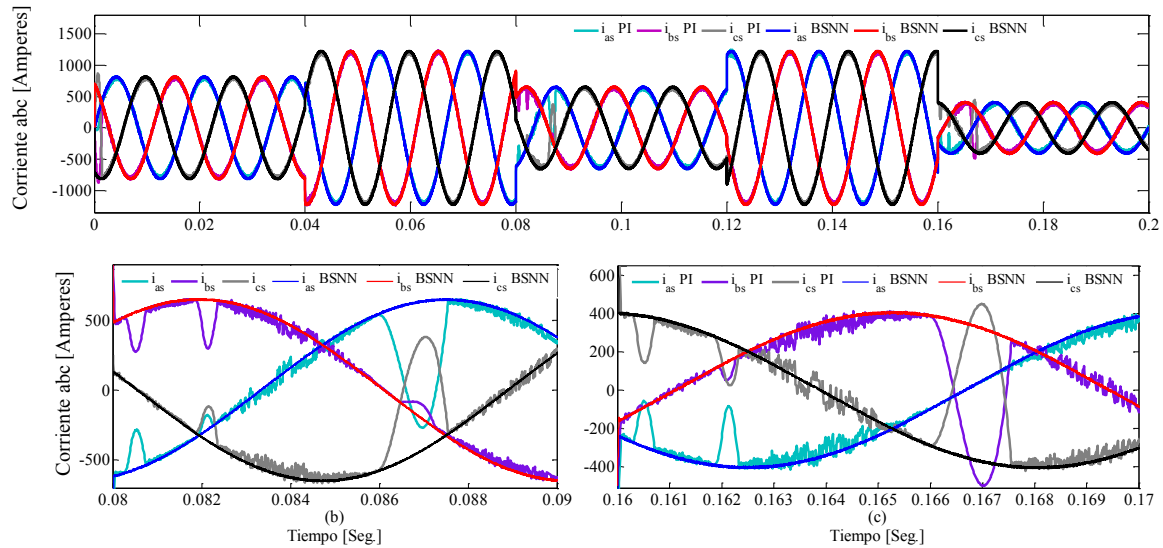 Corriente abc [Amperes]
i_as PI i_bs PI i_cs PI i_as BSNN i_bs BSNN i_cs BSNN
1500
1000
500
0
-500
-1000
0 0.02 0.04 0.06 0.08 0.1 0.12 0.14 0.16 0.18 0.2
Corriente abc [Amperes]
i_as i_bs i_cs i_as BSNN i_bs BSNN i_cs BSNN
500
0
-500
0.08 0.082 0.084 0.086 0.088 0.09
(b)
Tiempo [Seg.]
i_as PI i_bs PI i_cs PI i_as BSNN i_bs BSNN i_cs BSNN
600
400
200
0
-200
-400
0.16 0.161 0.162 0.163 0.164 0.165 0.166 0.167 0.168 0.169 0.17
(c)
Tiempo [Seg.]